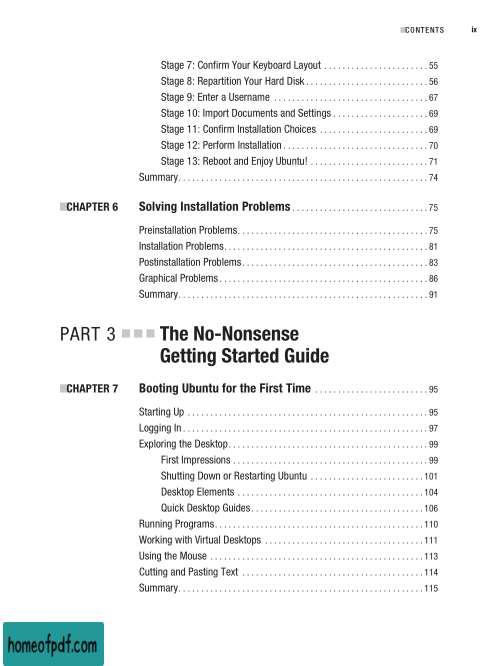 ■CONTENTS ix
Stage 7: Confirm Your Keyboard Layout . . . . . . . . . . . . . . . . . . . . . . . 55
Stage 8: Repartition Your Hard Disk . . . . . . . . . . . . . . . . . . . . . . . . . . . 56
Stage 9: Enter a Username . . . . . . . . . . . . . . . . . . . . . . . . . . . . . . . . . . 67
Stage 10: Import Documents and Settings . . . . . . . . . . . . . . . . . . . . . 69
Stage 11: Confirm Installation Choices . . . . . . . . . . . . . . . . . . . . . . . . 69
Stage 12: Perform Installation . . . . . . . . . . . . . . . . . . . . . . . . . . . . . . . . 70
Stage 13: Reboot and Enjoy Ubuntu! . . . . . . . . . . . . . . . . . . . . . . . . . . 71
Summary. . . . . . . . . . . . . . . . . . . . . . . . . . . . . . . . . . . . . . . . . . . . . . . . . . . . . . . 74
■CHAPTER 6 Solving Installation Problems . . . . . . . . . . . . . . . . . . . . . . . . . . . . . . 75
Preinstallation Problems. . . . . . . . . . . . . . . . . . . . . . . . . . . . . . . . . . . . . . . . . . 75
Installation Problems. . . . . . . . . . . . . . . . . . . . . . . . . . . . . . . . . . . . . . . . . . . . . 81
Postinstallation Problems . . . . . . . . . . . . . . . . . . . . . . . . . . . . . . . . . . . . . . . . . 83
Graphical Problems . . . . . . . . . . . . . . . . . . . . . . . . . . . . . . . . . . . . . . . . . . . . . . 86
Summary. . . . . . . . . . . . . . . . . . . . . . . . . . . . . . . . . . . . . . . . . . . . . . . . . . . . . . . 91
PART 3 ■ ■ ■ The No-Nonsense
Getting Started Guide
■CHAPTER 7 Booting Ubuntu for the First Time . . . . . . . . . . . . . . . . . . . . . . . . . 95
Starting Up . . . . . . . . . . . . . . . . . . . . . . . . . . . . . . . . . . . . . . . . . . . . . . . . . . . . . 95
Logging In . . . . . . . . . . . . . . . . . . . . . . . . . . . . . . . . . . . . . . . . . . . . . . . . . . . . . . 97
Exploring the Desktop. . . . . . . . . . . . . . . . . . . . . . . . . . . . . . . . . . . . . . . . . . . . 99
First Impressions . . . . . . . . . . . . . . . . . . . . . . . . . . . . . . . . . . . . . . . . . . . 99
Shutting Down or Restarting Ubuntu . . . . . . . . . . . . . . . . . . . . . . . . . 101
Desktop Elements . . . . . . . . . . . . . . . . . . . . . . . . . . . . . . . . . . . . . . . . . 104
Quick Desktop Guides . . . . . . . . . . . . . . . . . . . . . . . . . . . . . . . . . . . . . . 106
Running Programs. . . . . . . . . . . . . . . . . . . . . . . . . . . . . . . . . . . . . . . . . . . . . . 110
Working with Virtual Desktops . . . . . . . . . . . . . . . . . . . . . . . . . . . . . . . . . . . 111
Using the Mouse . . . . . . . . . . . . . . . . . . . . . . . . . . . . . . . . . . . . . . . . . . . . . . . 113
Cutting and Pasting Text . . . . . . . . . . . . . . . . . . . . . . . . . . . . . . . . . . . . . . . . 114
Summary. . . . . . . . . . . . . . . . . . . . . . . . . . . . . . . . . . . . . . . . . . . . . . . . . . . . . . 115
homeofpdf.com